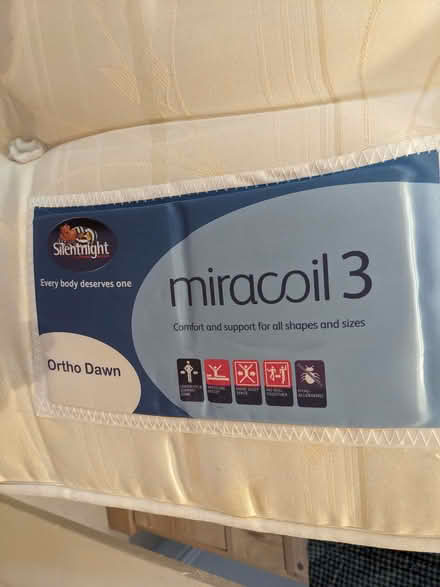 Silentnight
Every body deserves one
miracoil 3
Comfort and support for all shapes and sizes
Ortho Dawn